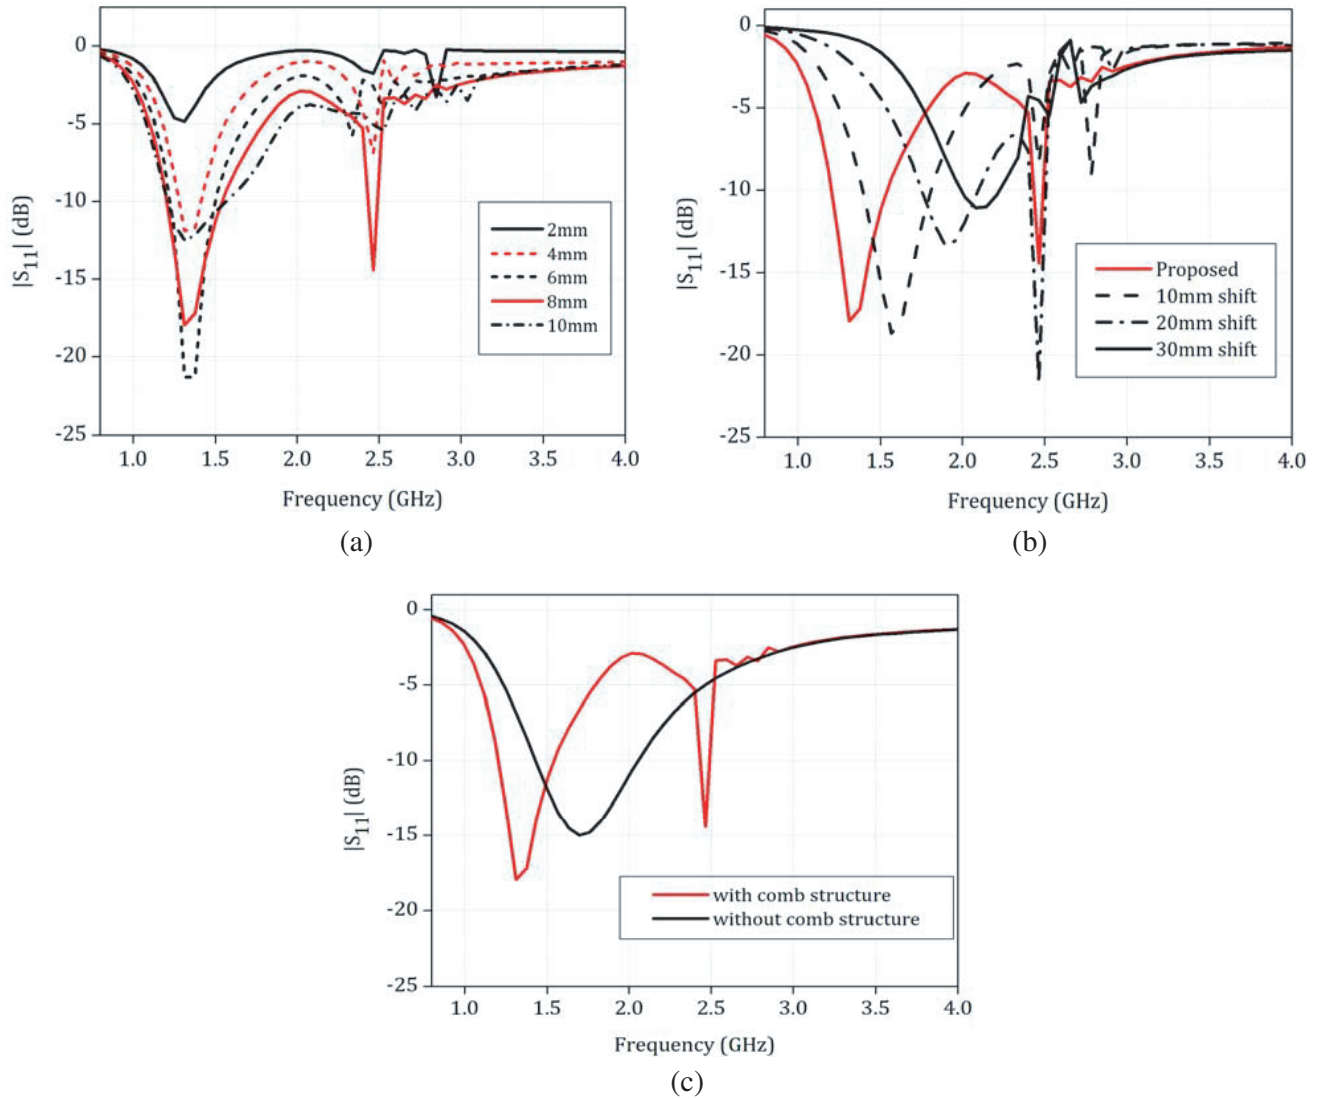 0
-5
-10
-15
-20
-25
|S11| (dB)
1.0 1.5 2.0 2.5 3.0 3.5 4.0
Frequency (GHz)
2mm
4mm
6mm
8mm
10mm
(a)
0
-5
-10
-15
-20
-25
|S11| (dB)
1.0 1.5 2.0 2.5 3.0 3.5 4.0
Frequency (GHz)
Proposed
10mm shift
20mm shift
30mm shift
(b)
0
-5
-10
-15
-20
-25
|S11| (dB)
1.0 1.5 2.0 2.5 3.0 3.5 4.0
Frequency (GHz)
with comb structure
without comb structure
(c)